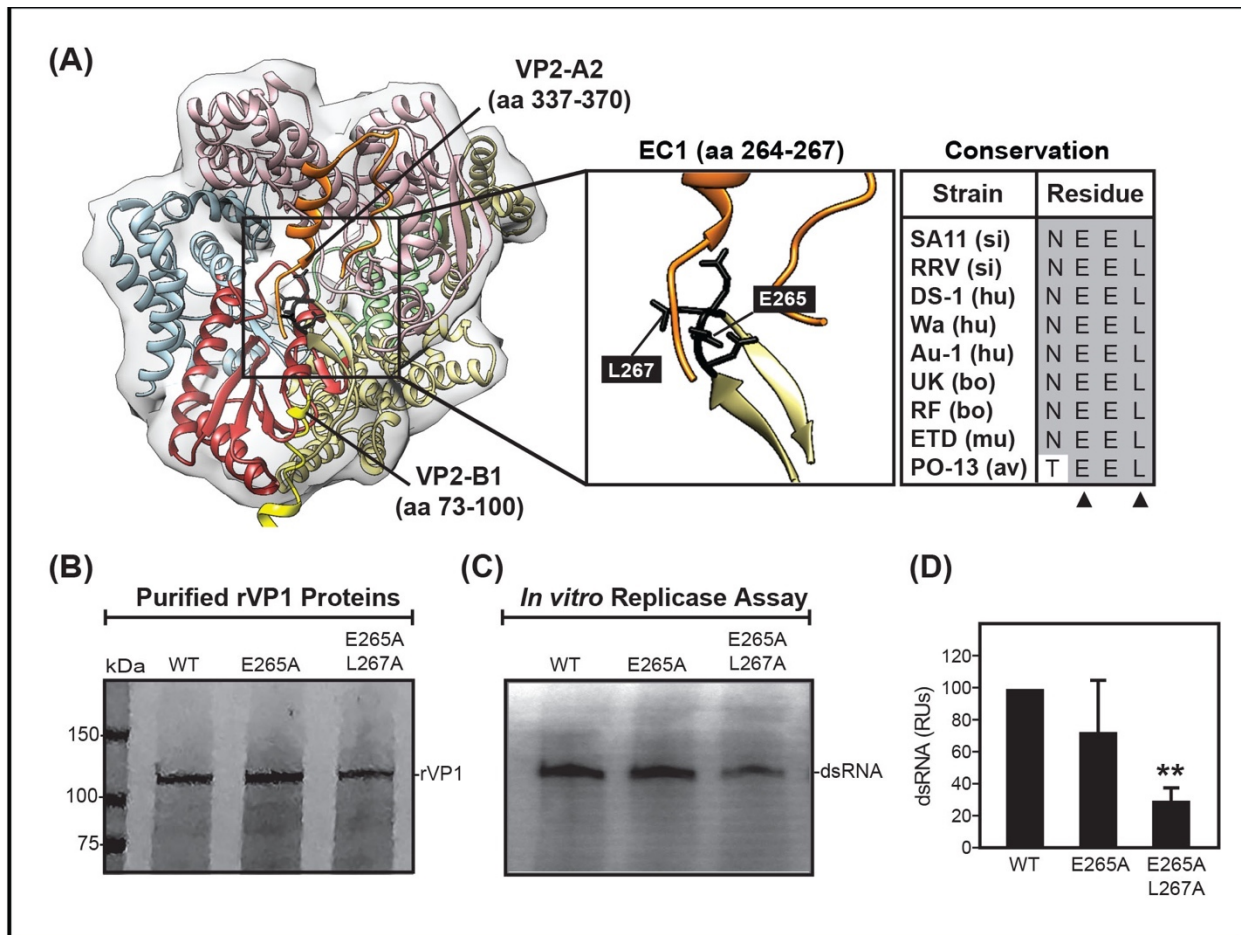 (A)
VP2-A2
(aa 337-370)
VP2-B1
(aa 73-100)
EC1 (aa 264-267)
E265
L267
Conservation
Strain Residue
SA11 (si) N E E L
RRV (si) N E E L
DS-1 (hu) N E E L
Wa (hu) N E E L
Au-1 (hu) N E E L
UK (bo) N E E L
RF (bo) N E E L
ETD (mu) N E E L
PO-13 (av) T E E L
(B)
Purified rVP1 Proteins
kDa WT E265A E265A
L267A
150
-rVP1
100
75
(C)
In vitro Replicase Assay
WT E265A E265A
L267A
-dsRNA
(D)
dsRNA (RUs)
120
100
80
60
40
20
0
**
WT E265A E265A
L267A